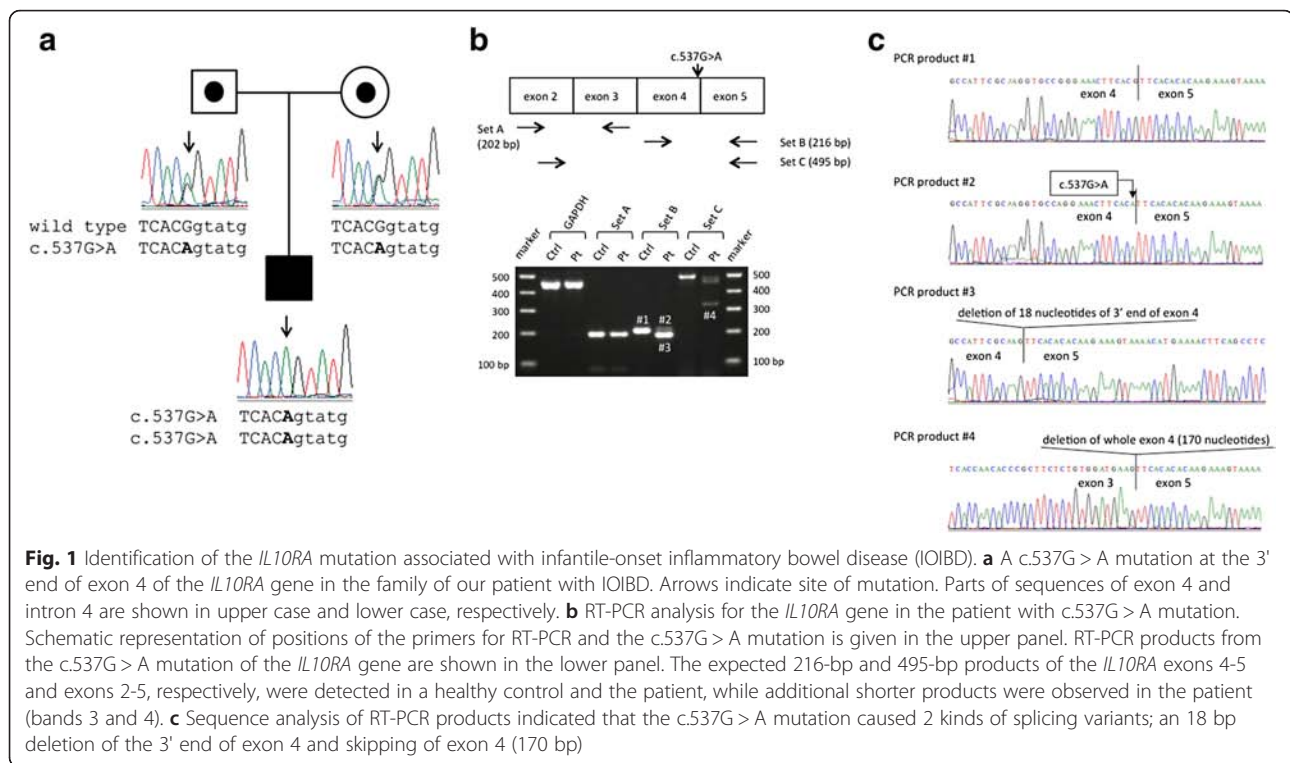 a
wild type TCACGgtatg TCACGgtatg
c.537G>A TCACAgtatg TCACAgtatg
c.537G>A TCACAgtatg
c.537G>A TCACAgtatg
b
c.537G>A
exon 2 exon 3 exon 4 exon 5
Set A
(202 bp)
Set B (216 bp)
Set C (495 bp)
GAPDH Set A Set B Set C
marker Ctrl Pt Ctrl Pt Ctrl Pt Ctrl Pt marker
500
400
300
200
100 bp
#1 #2
#3
#4
500
400
300
200
100 bp
c
PCR product #1
GCCATTCGCAAGGTGCCGGGAAACTTCACGTTCACACACAAGAAAGTAAAA
exon 4 exon 5
PCR product #2
c.537G>A
GCCATTCGCAAGGTGCCAGGAAACTTCACATTCACACACAAGAAAGTAAAA
exon 4 exon 5
PCR product #3
deletion of 18 nucleotides of 3' end of exon 4
GCCATTCGCAAGTTCACACACAAGAAAGTAAAACATGAAAACTTCAGCCTC
exon 4 exon 5
PCR product #4
deletion of whole exon 4 (170 nucleotides)
TCACCAACACCCGCTTCTCTGTGGATGAAGTTCACACACAAGAAAGTAAAA
exon 3 exon 5
Fig. 1 Identification of the IL10RA mutation associated with infantile-onset inflammatory bowel disease (IOIBD). a A c.537G > A mutation at the 3'
end of exon 4 of the IL10RA gene in the family of our patient with IOIBD. Arrows indicate site of mutation. Parts of sequences of exon 4 and
intron 4 are shown in upper case and lower case, respectively. b RT-PCR analysis for the IL10RA gene in the patient with c.537G > A mutation.
Schematic representation of positions of the primers for RT-PCR and the c.537G > A mutation is given in the upper panel. RT-PCR products from
the c.537G > A mutation of the IL10RA gene are shown in the lower panel. The expected 216-bp and 495-bp products of the IL10RA exons 4-5
and exons 2-5, respectively, were detected in a healthy control and the patient, while additional shorter products were observed in the patient
(bands 3 and 4). c Sequence analysis of RT-PCR products indicated that the c.537G > A mutation caused 2 kinds of splicing variants; an 18 bp
deletion of the 3' end of exon 4 and skipping of exon 4 (170 bp)